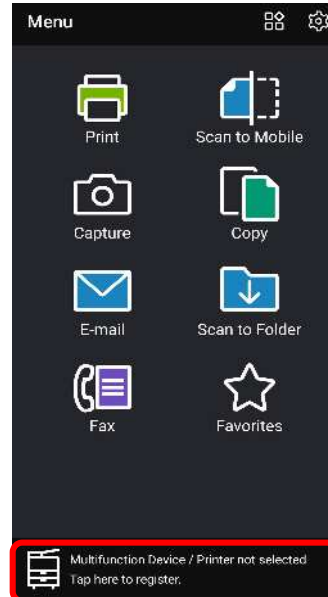 Menu
Print
Scan to Mobile
Capture
Copy
E-mail
Scan to Folder
Fax
Favorites
Multifunction Device / Printer not selected
Tap here to register.